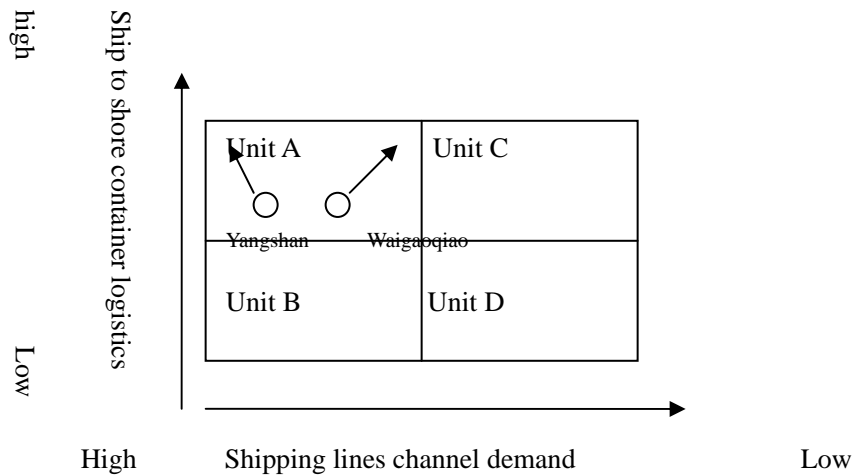 high
Low
Ship to shore container logistics
Unit A
Unit C
Yangshan
Waigaoqiao
Unit B
Unit D
High
Shipping lines channel demand
Low